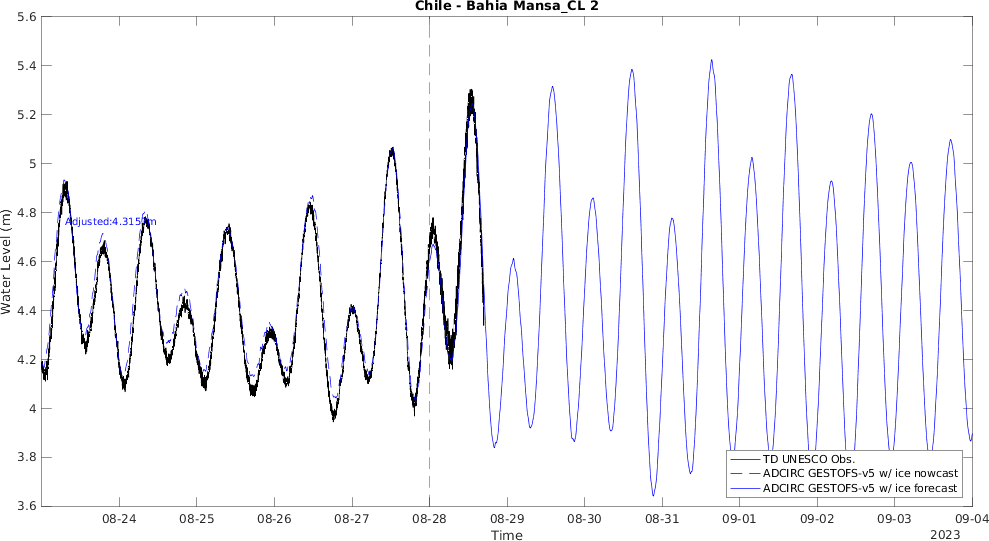 Chile - Bahia Mansa_CL 2
5.6
5.4
5.2
5
4.8
4.6
4.4
4.2
4
3.8
3.6
Water Level (m)
Adjusted:4.3157m
TD UNESCO Obs.
ADCIRC GESTOFS-v5 w/ ice nowcast
ADCIRC GESTOFS-v5 w/ ice forecast
08-24 08-25 08-26 08-27 08-28 08-29 08-30 08-31 09-01 09-02 09-03 09-04
Time
2023